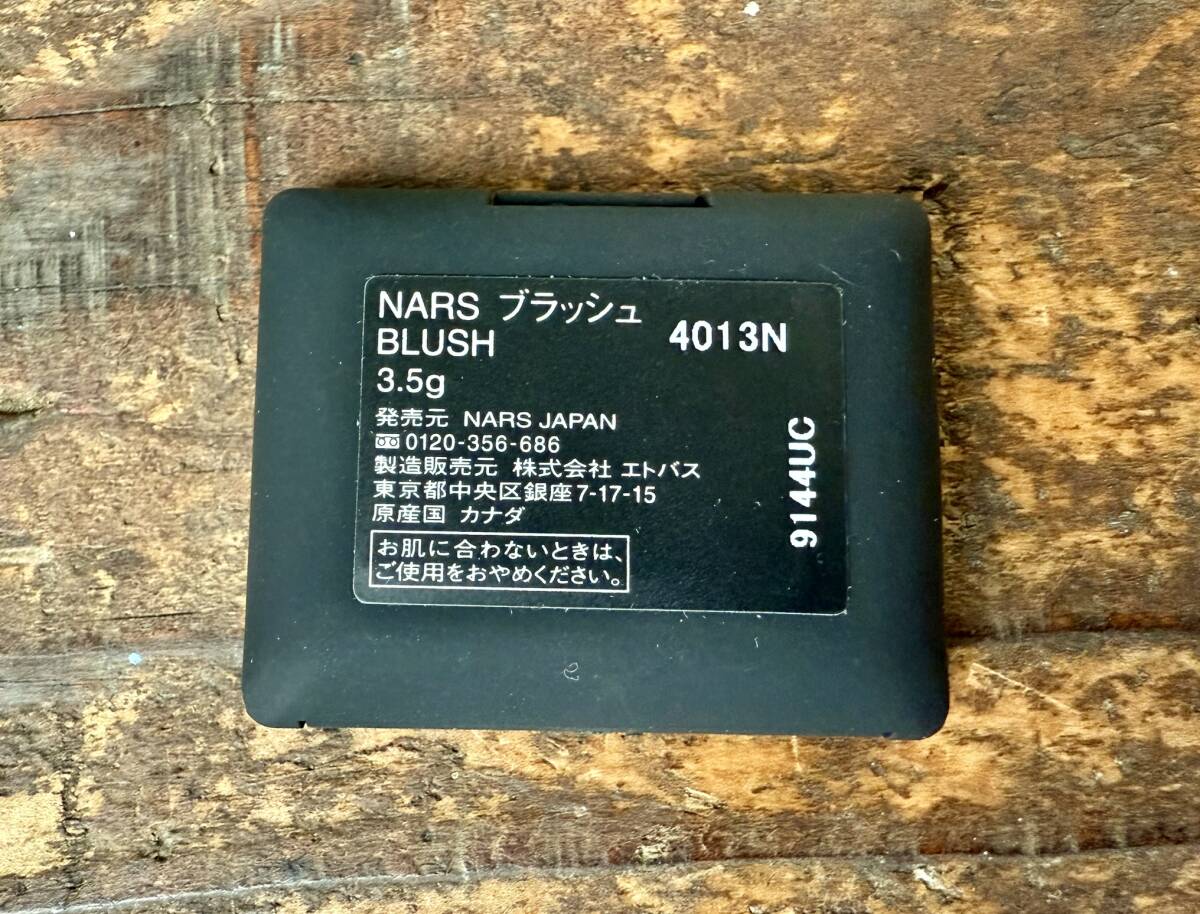 NARS ブラッシュ
BLUSH
4013N
3.5g
発売元 NARS JAPAN
0120-356-686
製造販売元 株式会社 エトバス
東京都中央区銀座7-17-15
原産国 カナダ
お肌に合わないときは、
ご使用をおやめください。
9144UC
2